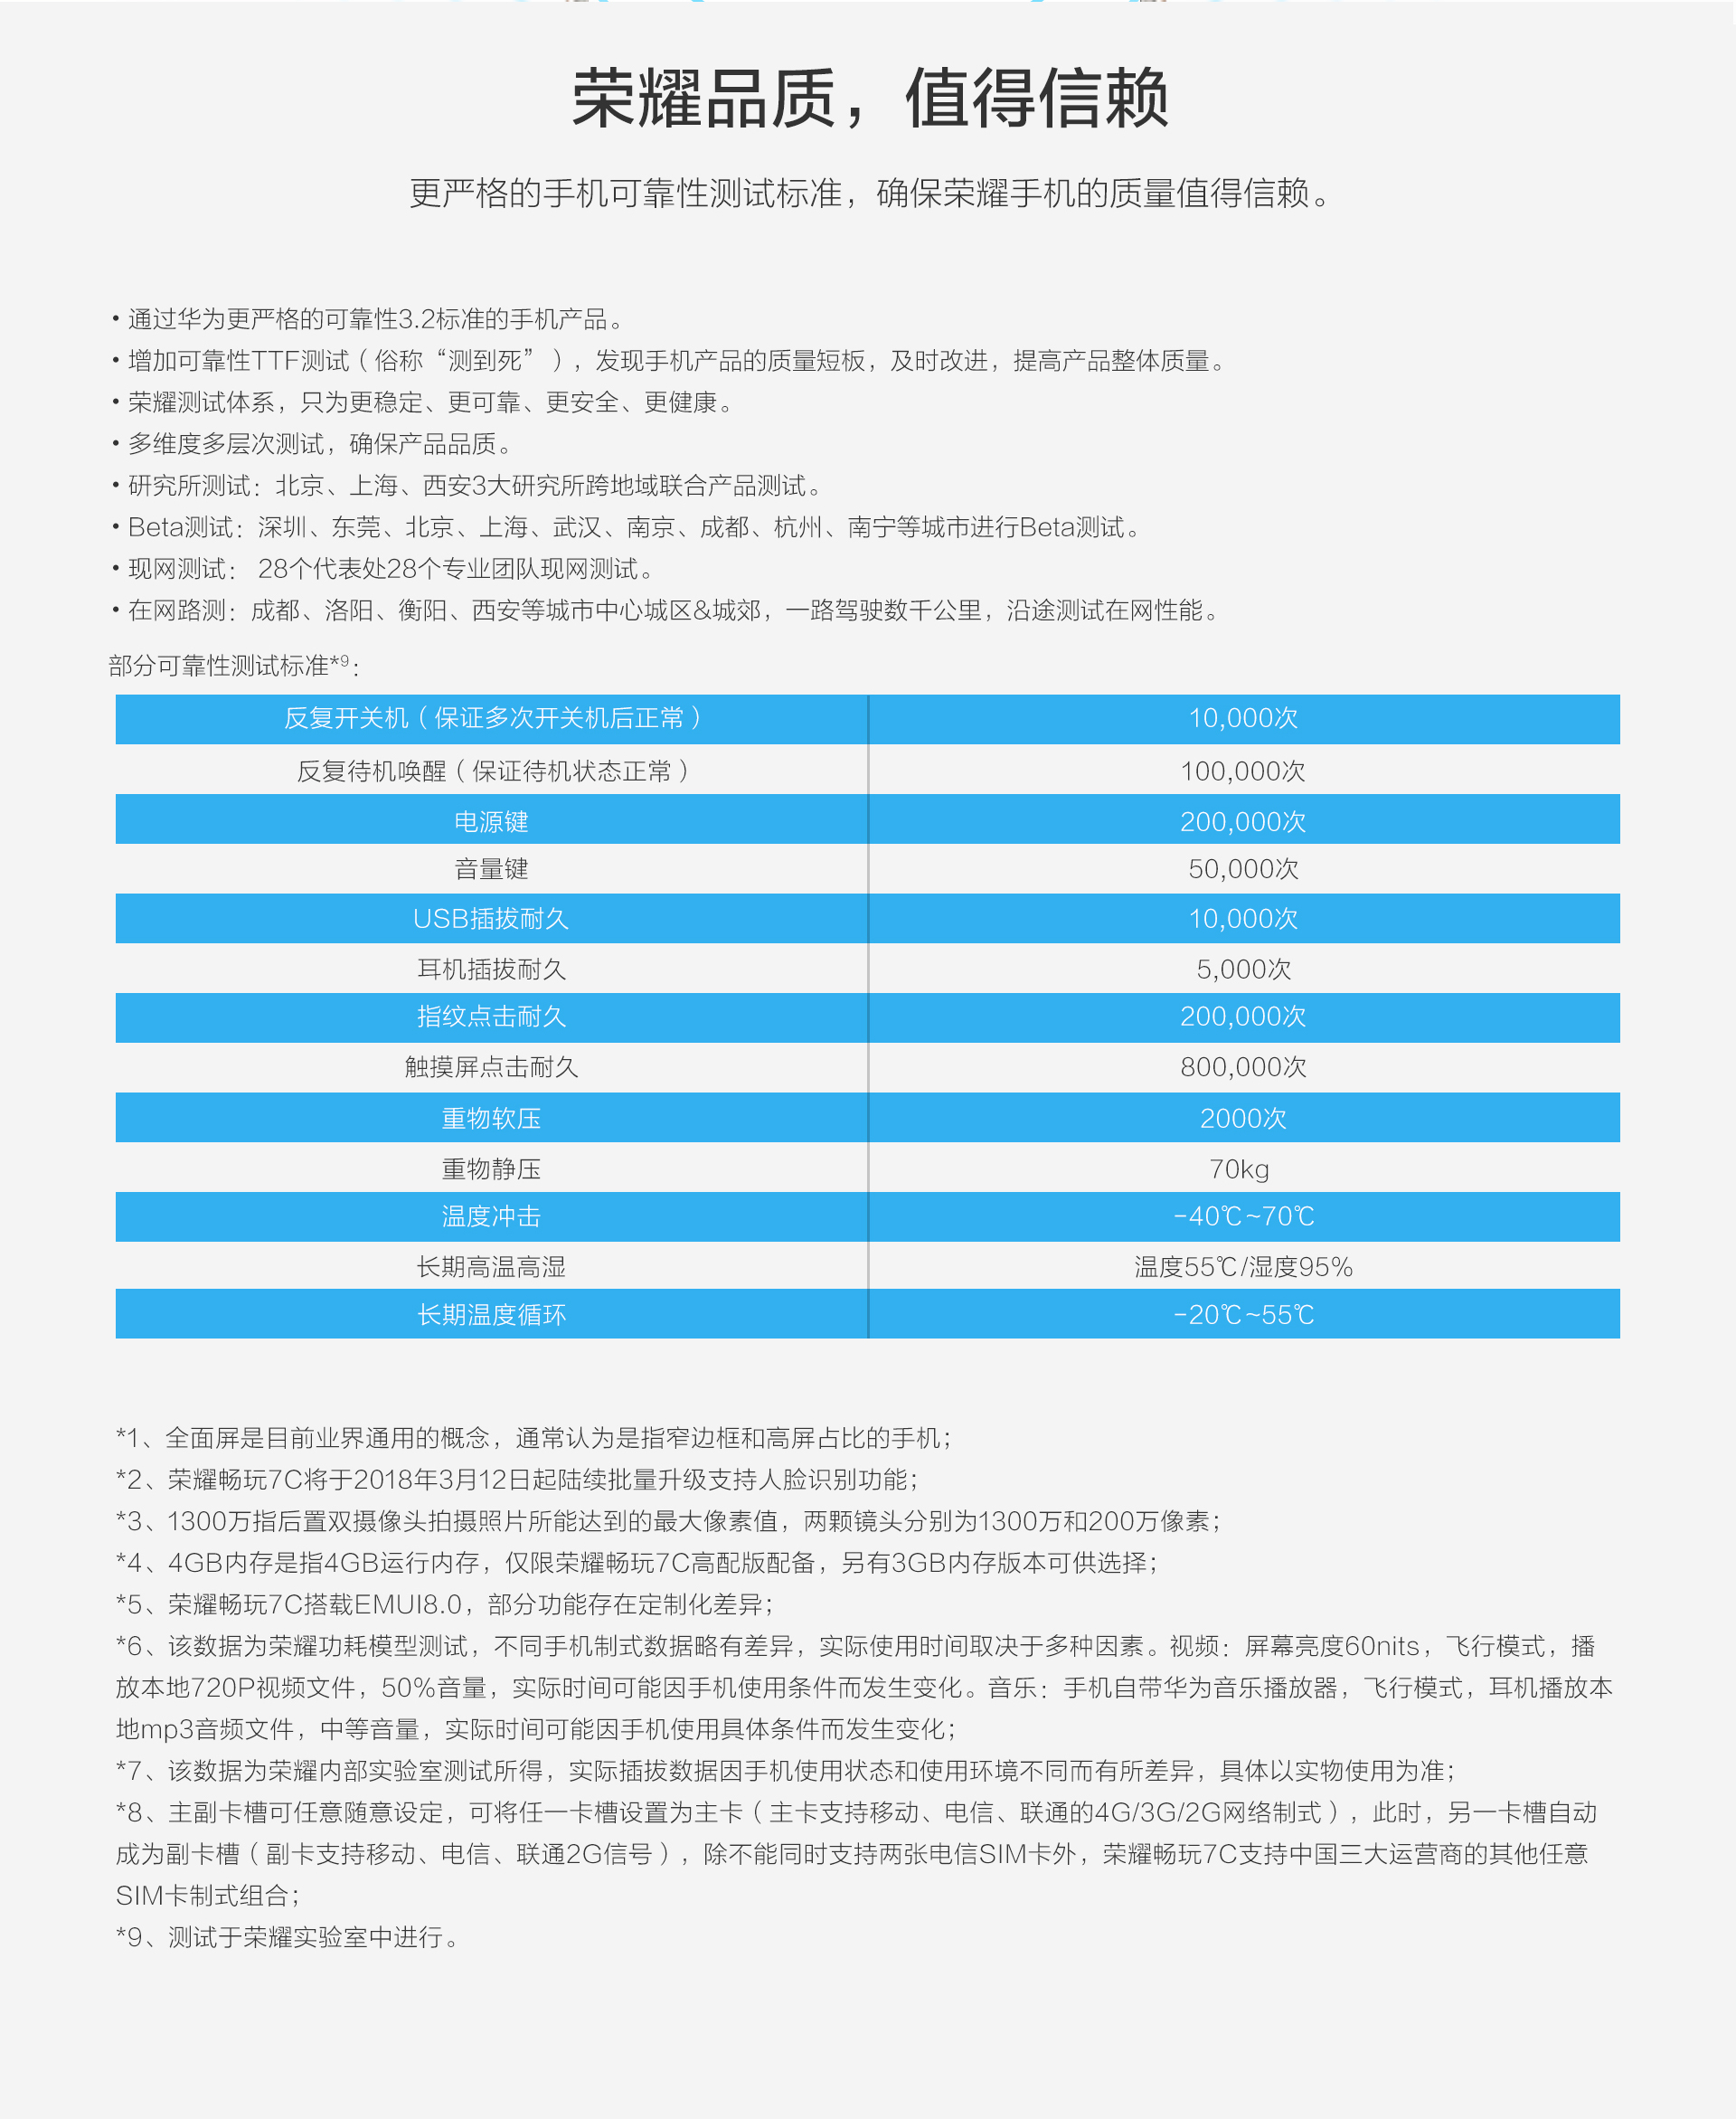 荣耀品质，值得信赖
更严格的手机可靠性测试标准，确保荣耀手机的质量值得信赖。
• 通过华为更严格的可靠性3.2标准的手机产品。
• 增加可靠性TTF测试（俗称“测到死”），发现手机产品的质量短板，及时改进，提高产品整体质量。
• 荣耀测试体系，只为更稳定、更可靠、更安全、更健康。
• 多维度多层次测试，确保产品品质。
• 研究所测试：北京、上海、西安3大研究所跨地域联合产品测试。
• Beta测试：深圳、东莞、北京、上海、武汉、南京、成都、杭州、南宁等城市进行Beta测试。
• 现网测试： 28个代表处28个专业团队现网测试。
• 在网路测：成都、洛阳、衡阳、西安等城市中心城区&城郊，一路驾驶数千公里，沿途测试在网性能。
部分可靠性测试标准*9：
反复开关机（保证多次开关机后正常） 10,000次
反复待机唤醒（保证待机状态正常） 100,000次
电源键 200,000次
音量键 50,000次
USB插拔耐久 10,000次
耳机插拔耐久 5,000次
指纹点击耐久 200,000次
触摸屏点击耐久 800,000次
重物软压 2000次
重物静压 70kg
温度冲击 -40℃~70℃
长期高温高湿 温度55℃/湿度95%
长期温度循环 -20℃~55℃
*1、全面屏是目前业界通用的概念，通常认为是指窄边框和高屏占比的手机；
*2、荣耀畅玩7C将于2018年3月12日起陆续批量升级支持人脸识别功能；
*3、1300万指后置双摄像头拍摄照片所能达到的最大像素值，两颗镜头分别为1300万和200万像素；
*4、4GB内存是指4GB运行内存，仅限荣耀畅玩7C高配版配备，另有3GB内存版本可供选择；
*5、荣耀畅玩7C搭载EMUI8.0，部分功能存在定制化差异；
*6、该数据为荣耀功耗模型测试，不同手机制式数据略有差异，实际使用时间取决于多种因素。视频：屏幕亮度60nits，飞行模式，播
放本地720P视频文件，50%音量，实际时间可能因手机使用条件而发生变化。音乐：手机自带华为音乐播放器，飞行模式，耳机播放本
地mp3音频文件，中等音量，实际时间可能因手机使用具体条件而发生变化；
*7、该数据为荣耀内部实验室测试所得，实际插拔数据因手机使用状态和使用环境不同而有所差异，具体以实物使用为准；
*8、主副卡槽可任意随意设定，可将任一卡槽设置为主卡（主卡支持移动、电信、联通的4G/3G/2G网络制式），此时，另一卡槽自动
成为副卡槽（副卡支持移动、电信、联通2G信号），除不能同时支持两张电信SIM卡外，荣耀畅玩7C支持中国三大运营商的其他任意
SIM卡制式组合；
*9、测试于荣耀实验室中进行。